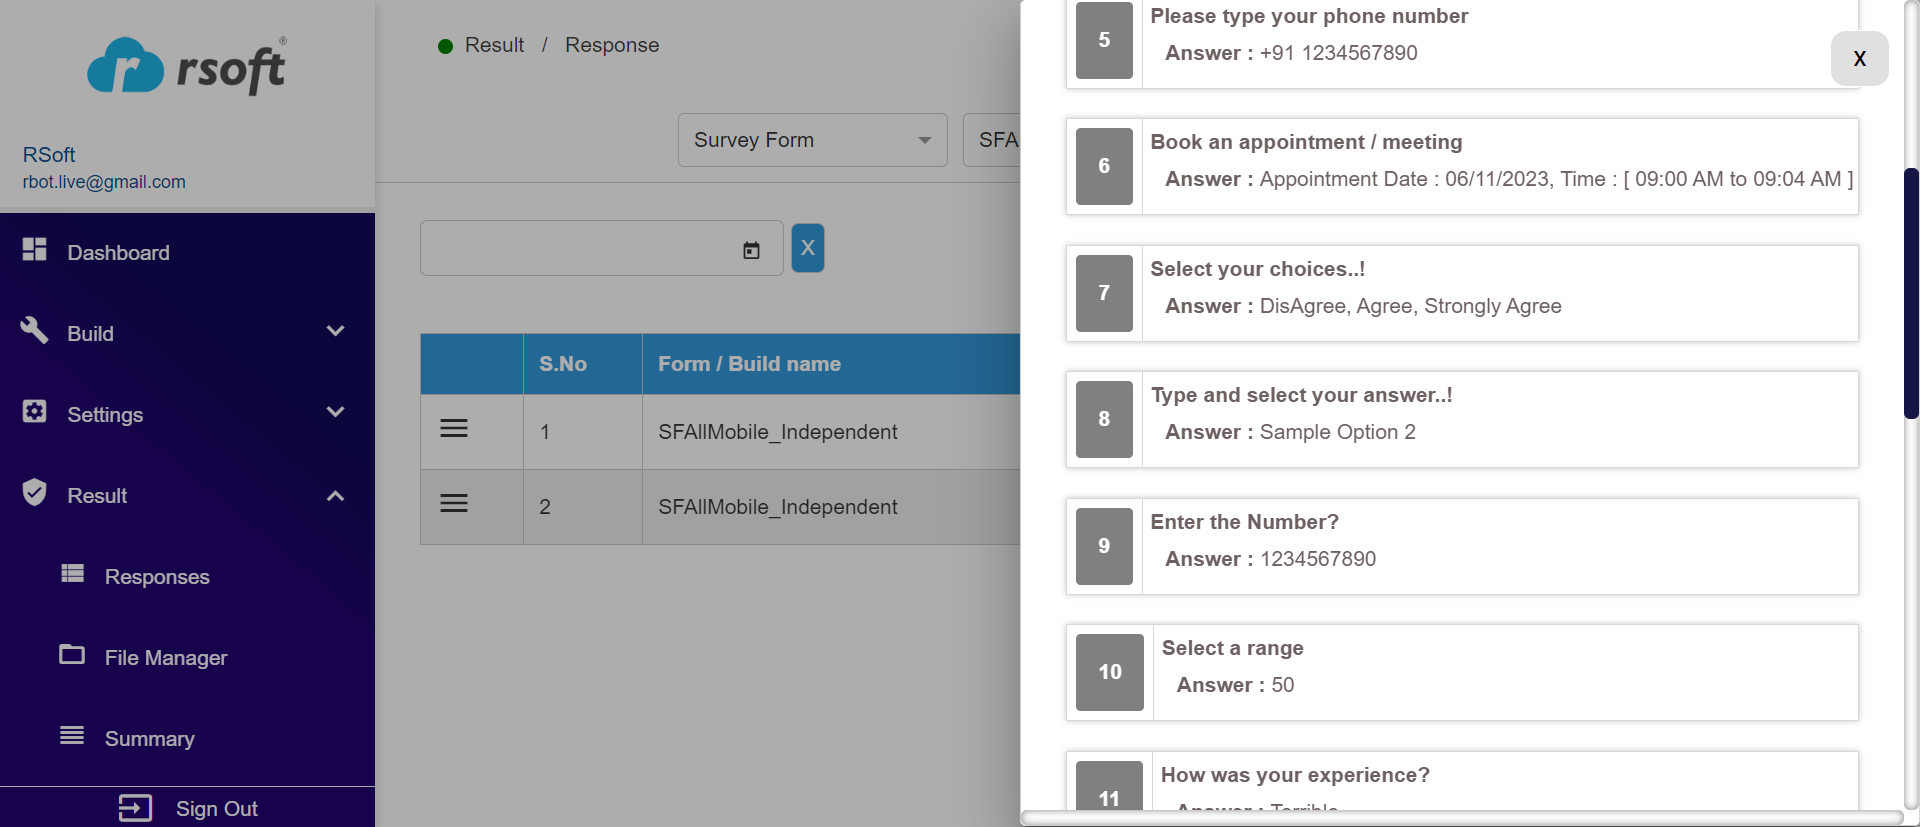 rsoft®
RSoft
rbot.live@gmail.com
Dashboard
Build
Settings
Result
Responses
File Manager
Summary
Sign Out
Result / Response
Survey Form
SFA
X
S.No
Form / Build name
1
SFAllMobile_Independent
2
SFAllMobile_Independent
X
5
Please type your phone number
Answer : +91 1234567890
6
Book an appointment / meeting
Answer : Appointment Date : 06/11/2023, Time : [ 09:00 AM to 09:04 AM ]
7
Select your choices..!
Answer : DisAgree, Agree, Strongly Agree
8
Type and select your answer..!
Answer : Sample Option 2
9
Enter the Number?
Answer : 1234567890
10
Select a range
Answer : 50
11
How was your experience?
Answer : Terrible